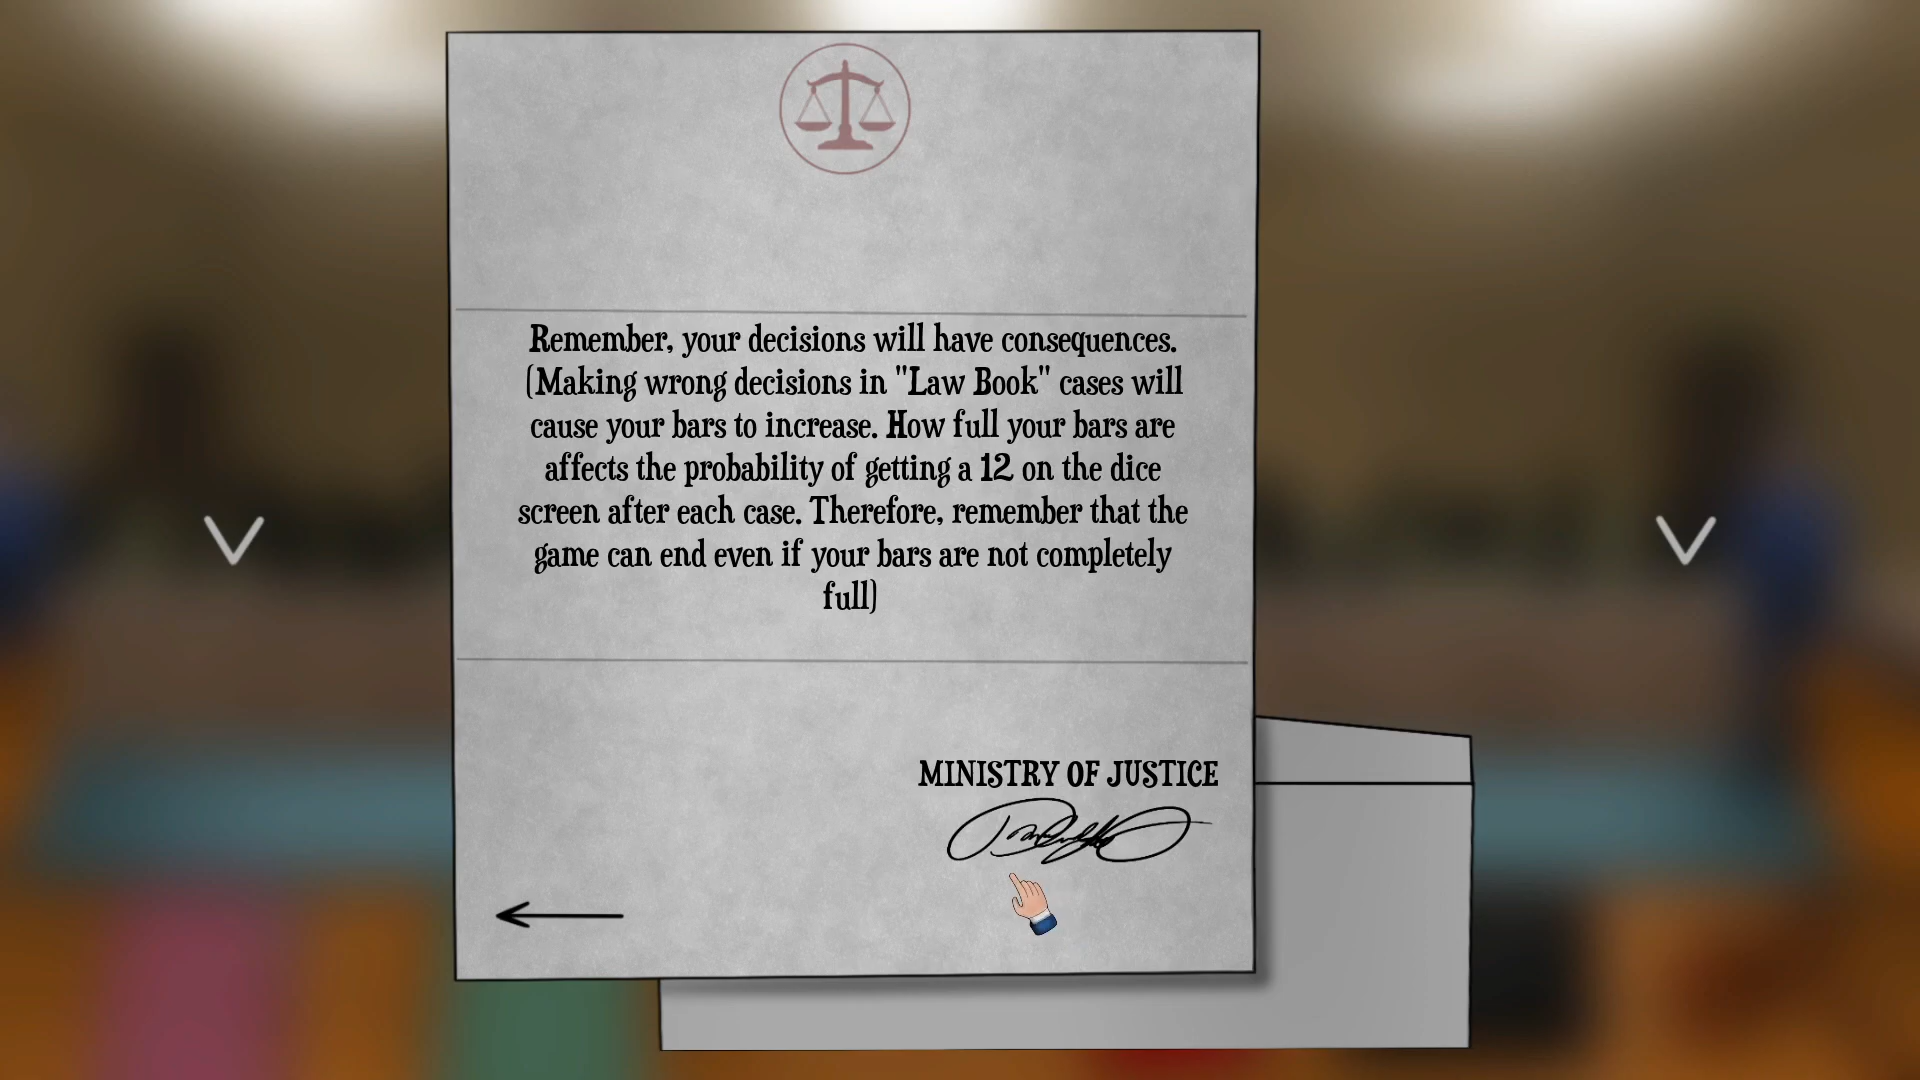 Remember, your decisions will have consequences.
(Making wrong decisions in "Law Book" cases will
cause your bars to increase. How full your bars are
affects the probability of getting a 12 on the dice
screen after each case. Therefore, remember that the
game can end even if your bars are not completely
full)
MINISTRY OF JUSTICE